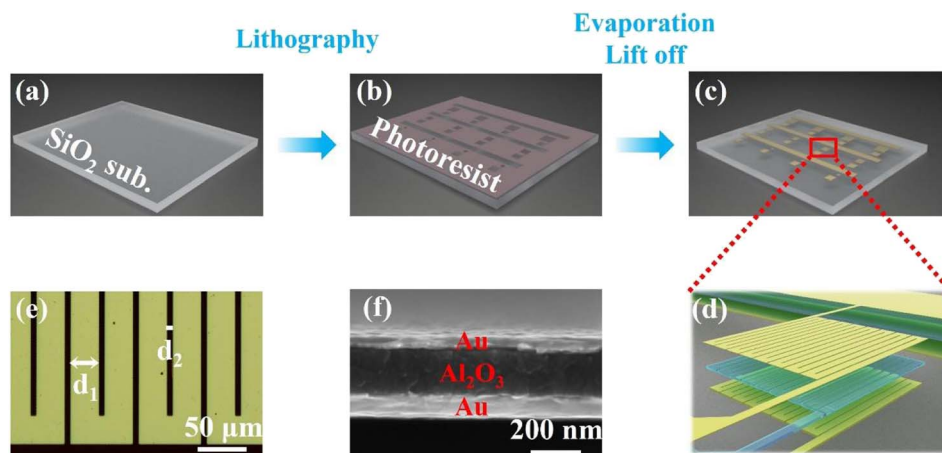 Lithography
Evaporation
Lift off
(a)
SiO₂ sub.
(b)
Photoresist
(c)
(e)
d₁
d₂
50 μm
(f)
Au
Al₂O₃
Au
200 nm
(d)